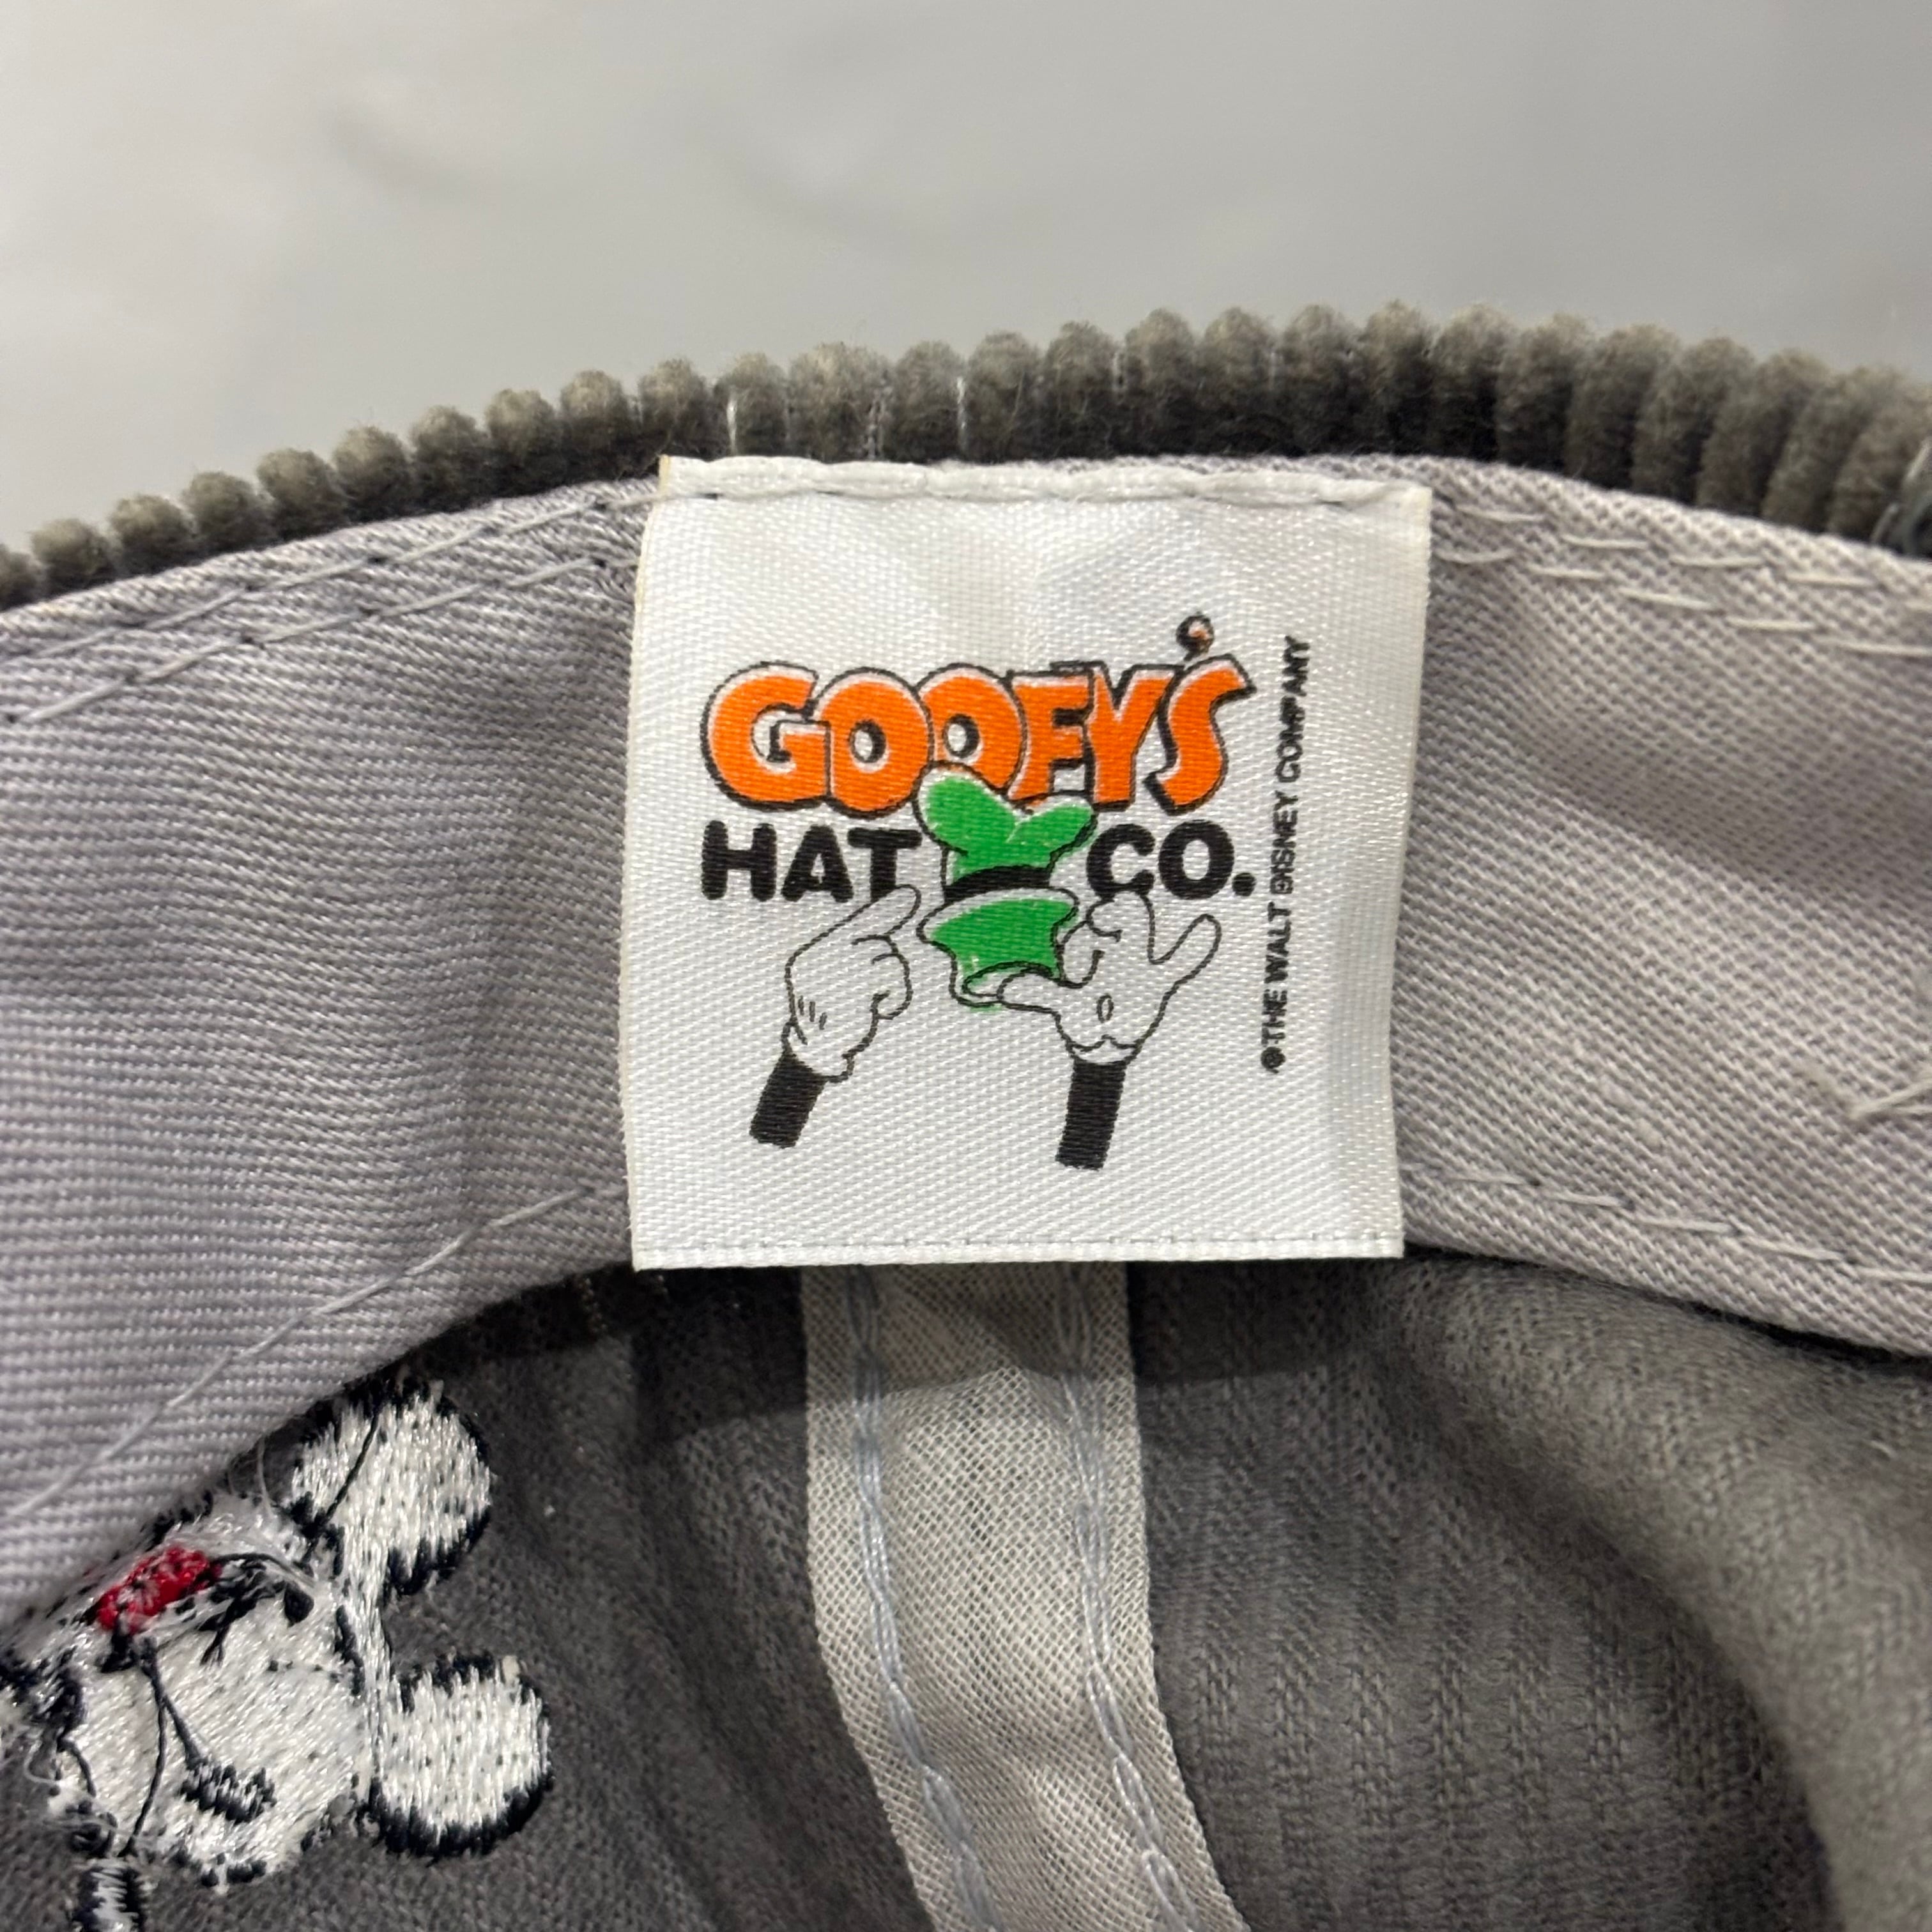 GOOFY'S
HAT CO.
©THE WALT DISNEY COMPANY